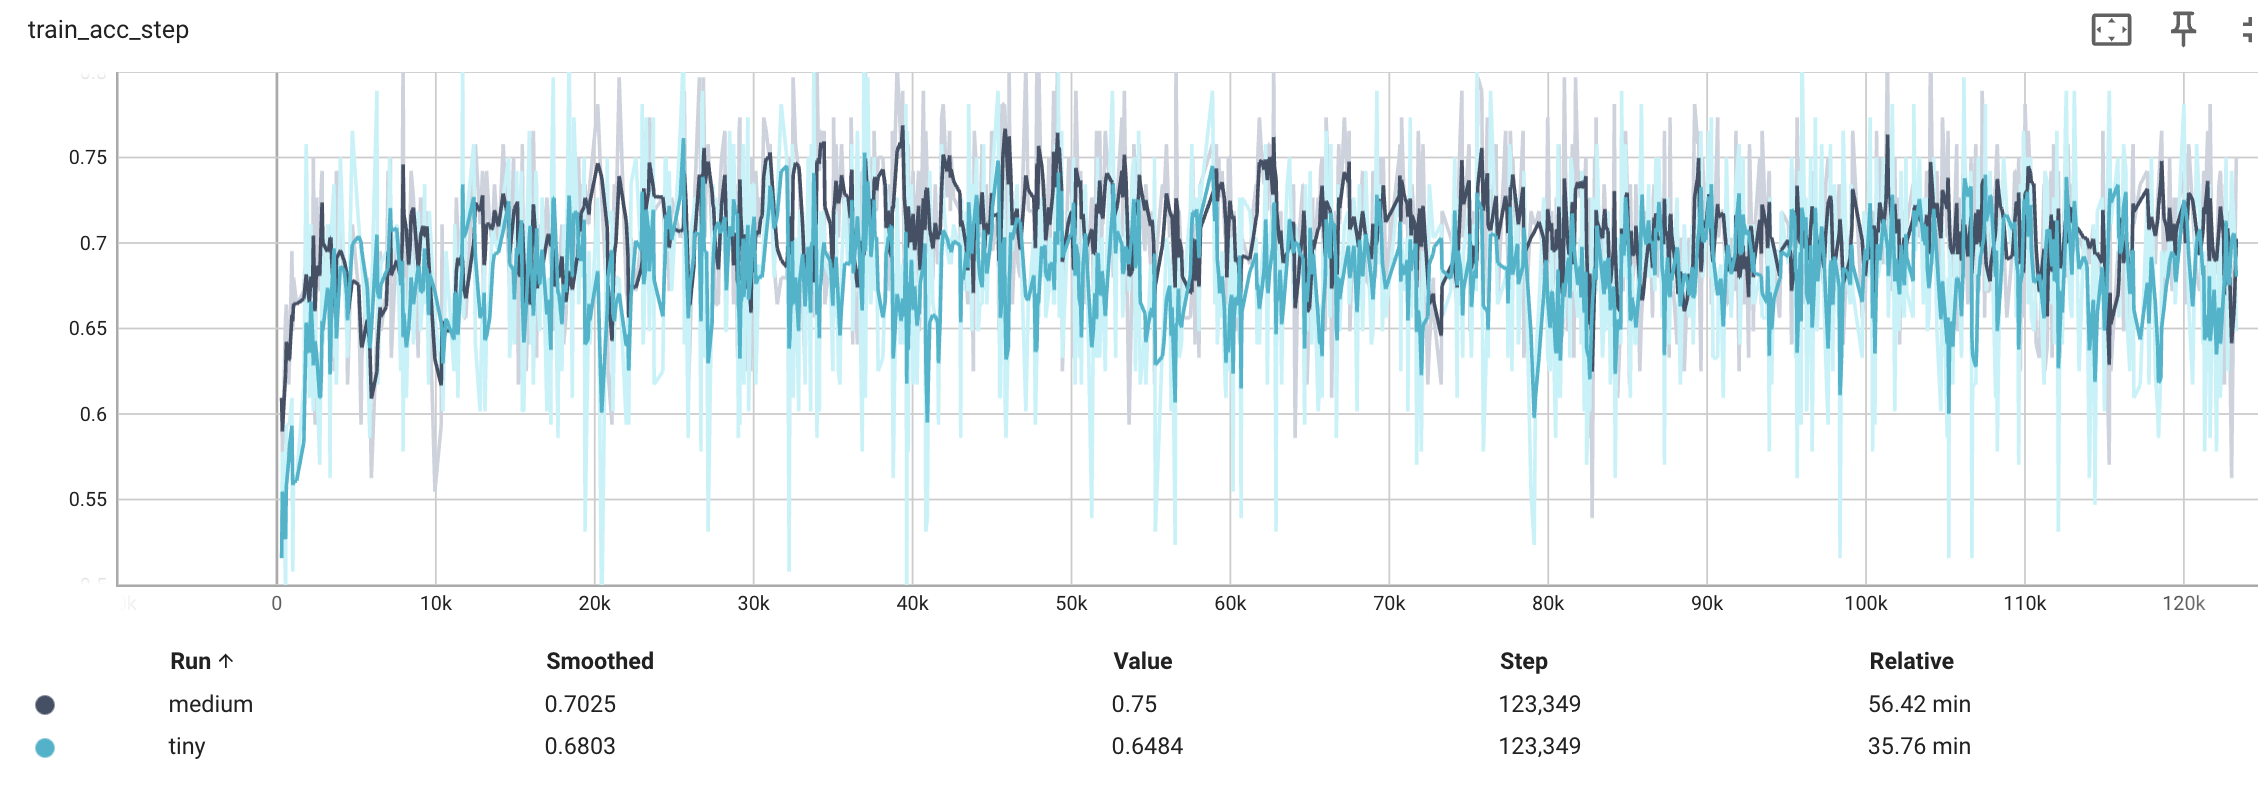 train_acc_step
0.75
0.7
0.65
0.6
0.55
0 10k 20k 30k 40k 50k 60k 70k 80k 90k 100k 110k 120k
Run ↑ Smoothed Value Step Relative
medium 0.7025 0.75 123,349 56.42 min
tiny 0.6803 0.6484 123,349 35.76 min